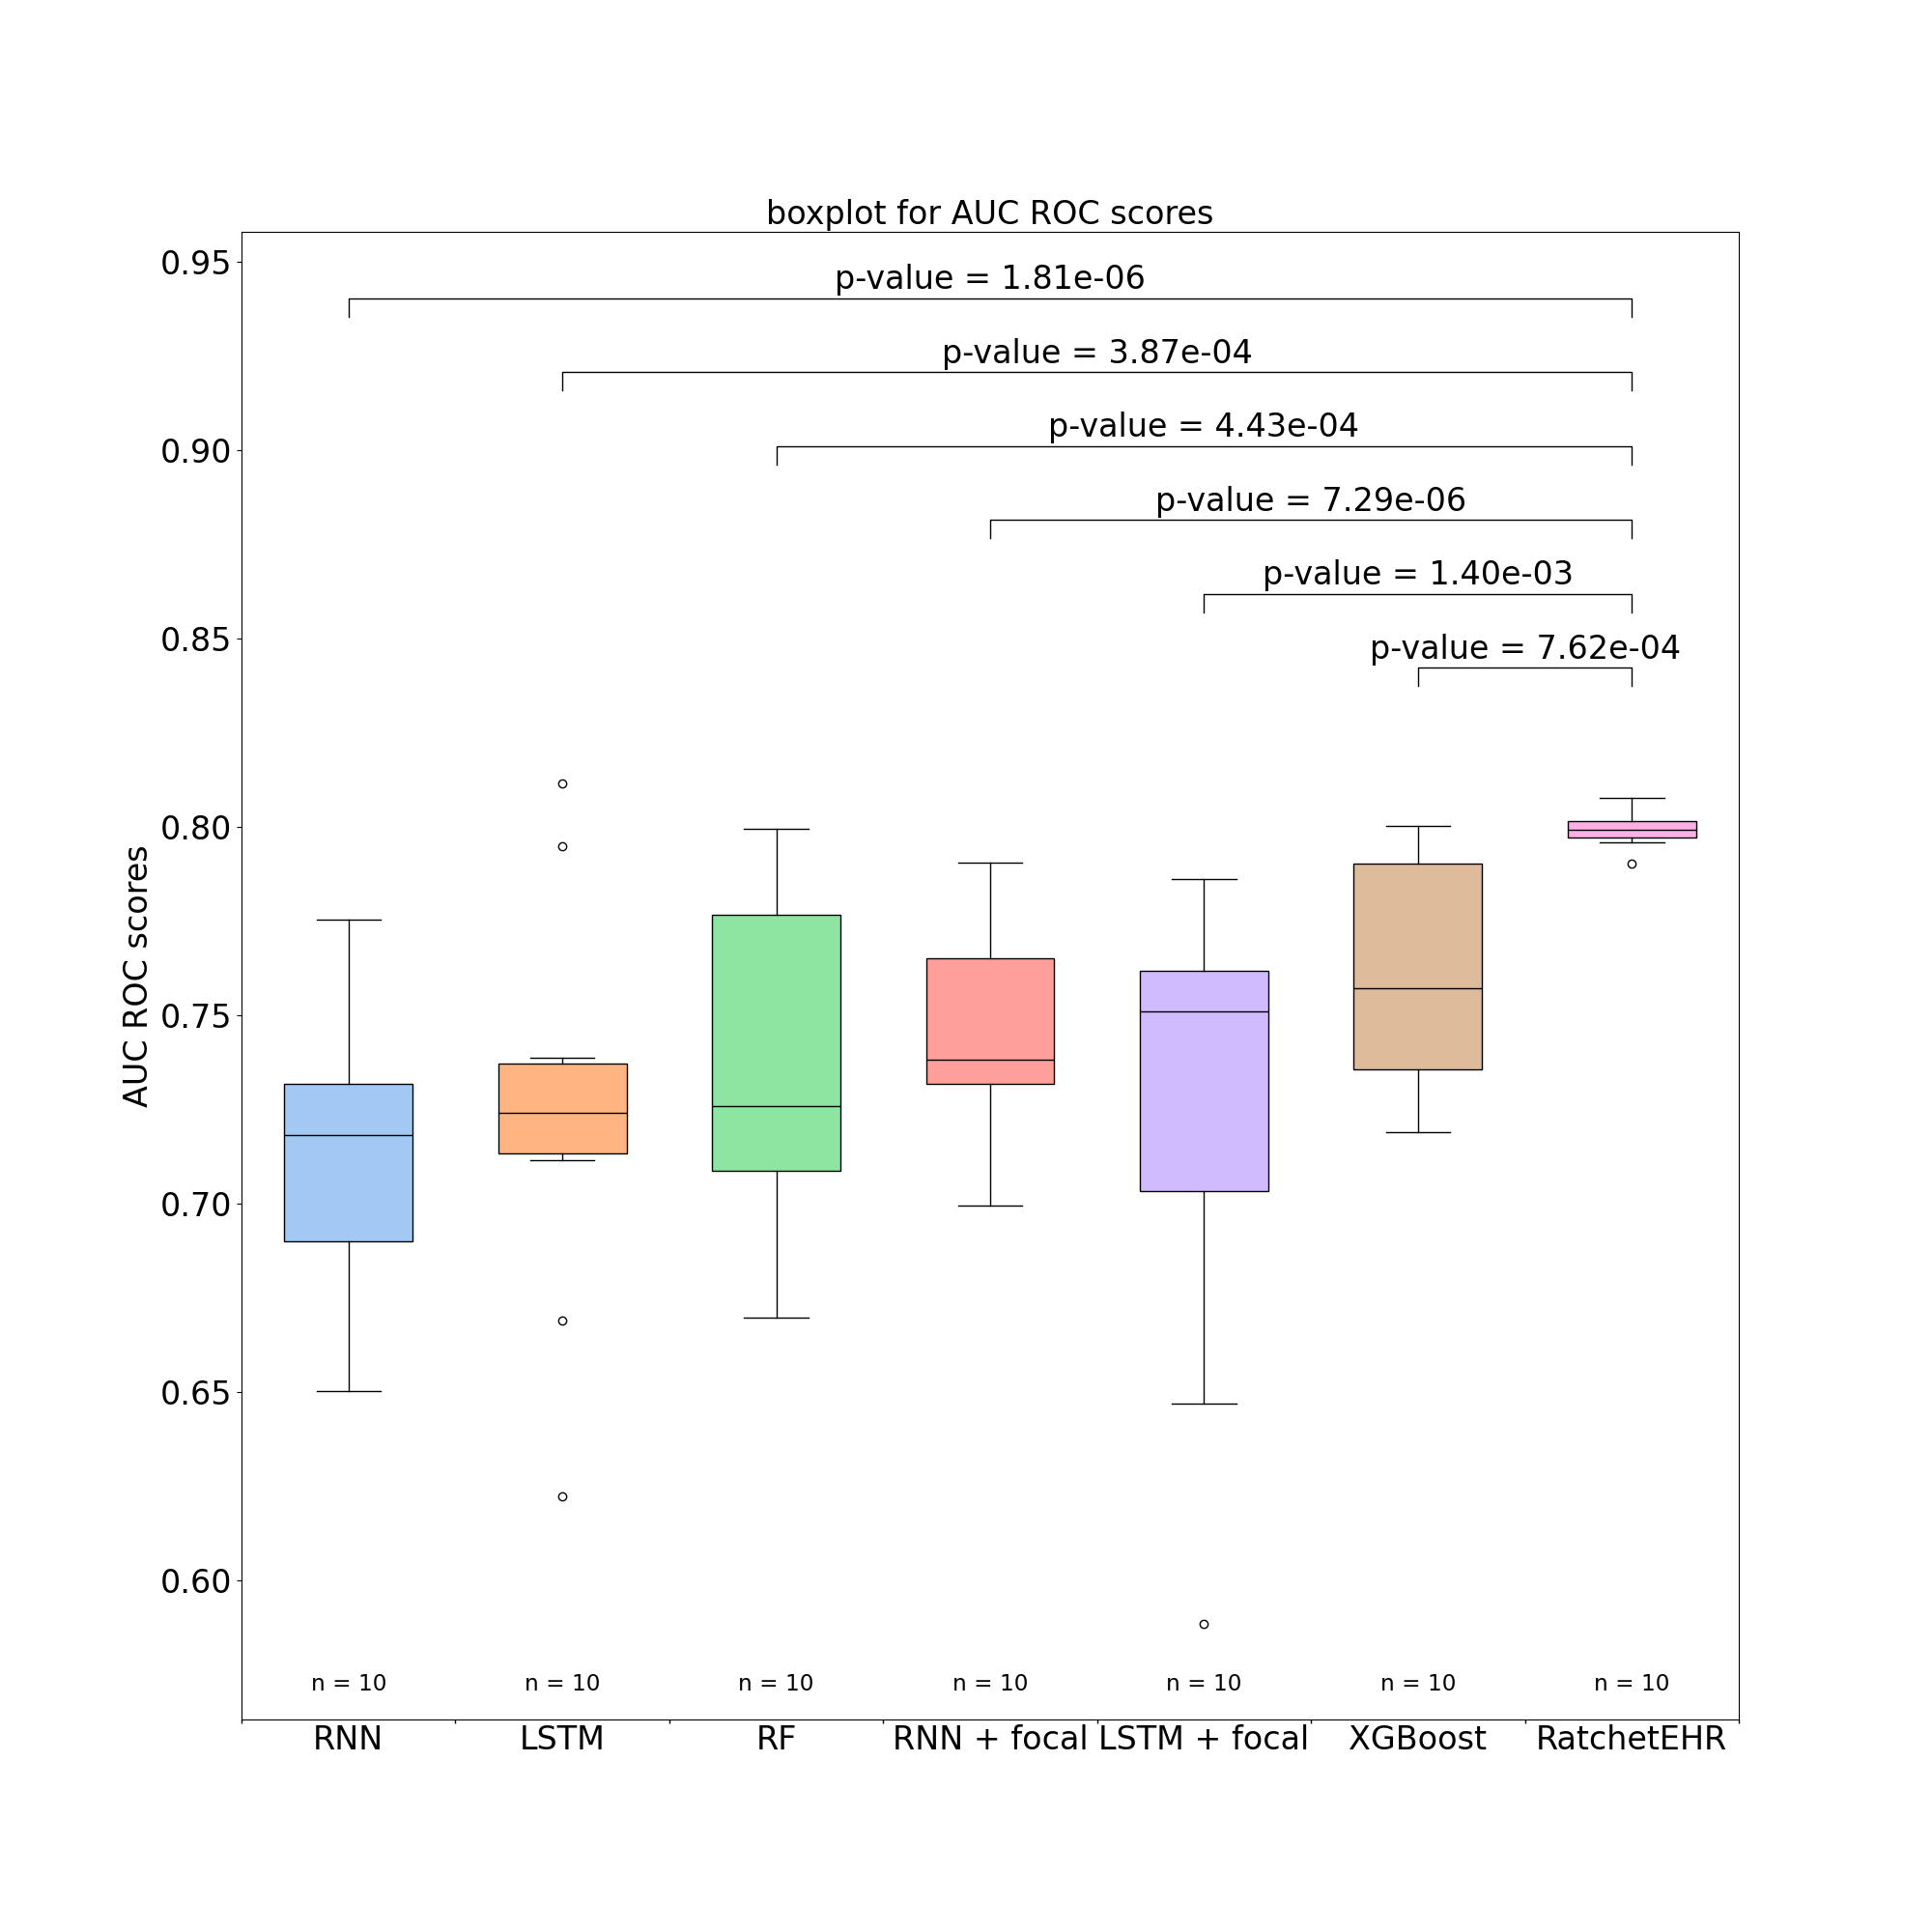 boxplot for AUC ROC scores
0.95
p-value = 1.81e-06
p-value = 3.87e-04
0.90
p-value = 4.43e-04
p-value = 7.29e-06
p-value = 1.40e-03
0.85
p-value = 7.62e-04
0.80
AUC ROC scores
0.75
0.70
0.65
0.60
n = 10 n = 10 n = 10 n = 10 n = 10 n = 10 n = 10
RNN LSTM RF RNN + focal LSTM + focal XGBoost RatchetEHR